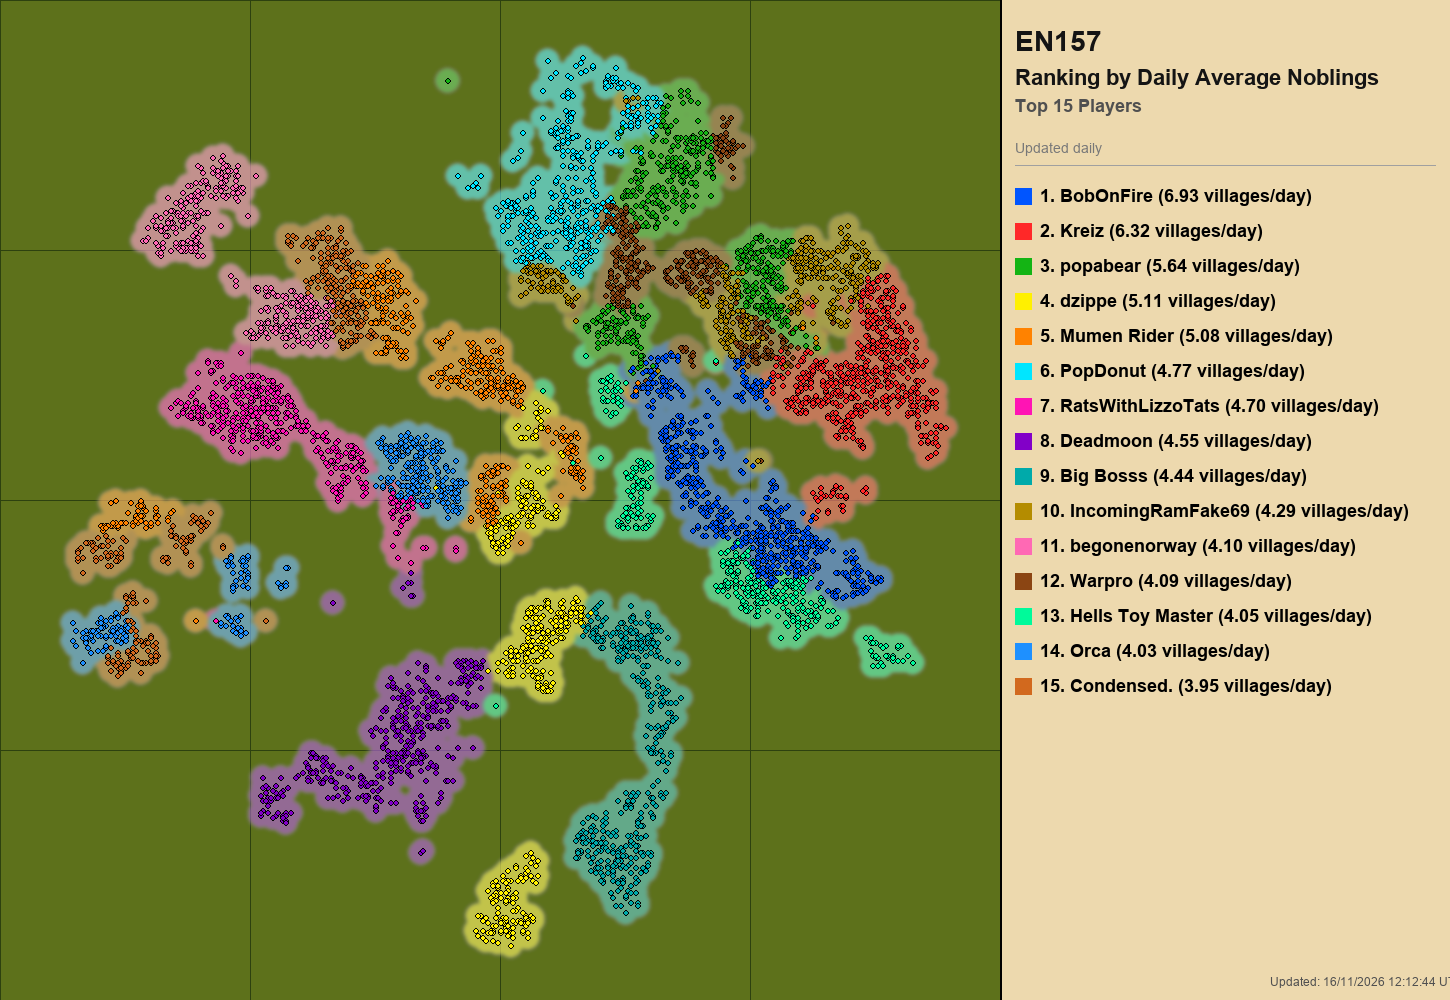 EN157
Ranking by Daily Average Noblings
Top 15 Players
Updated daily
1. BobOnFire (6.93 villages/day)
2. Kreiz (6.32 villages/day)
3. popabear (5.64 villages/day)
4. dzippe (5.11 villages/day)
5. Mumen Rider (5.08 villages/day)
6. PopDonut (4.77 villages/day)
7. RatsWithLizzoTats (4.70 villages/day)
8. Deadmoon (4.55 villages/day)
9. Big Bosss (4.44 villages/day)
10. IncomingRamFake69 (4.29 villages/day)
11. begonenorway (4.10 villages/day)
12. Warpro (4.09 villages/day)
13. Hells Toy Master (4.05 villages/day)
14. Orca (4.03 villages/day)
15. Condensed. (3.95 villages/day)
Updated: 16/11/2026 12:12:44